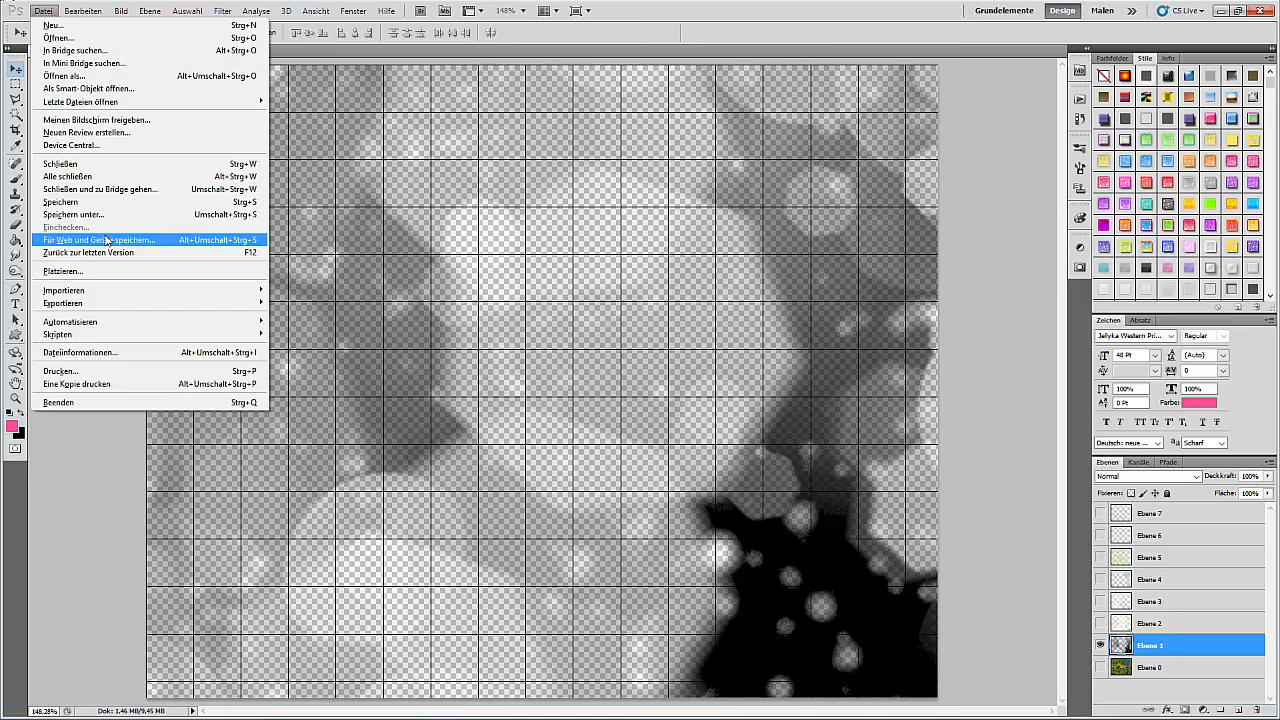 Ps Datei Bearbeiten Bild Ebene Auswahl Filter Analyse 3D Ansicht Fenster Hilfe Br Mb 148% Grundelemente Design Malen CS Live
Neu... Strg+N
Öffnen... Strg+O
In Bridge suchen... Alt+Strg+O
In Mini Bridge suchen...
Öffnen als... Alt+Umschalt+Strg+O
Als Smart-Objekt öffnen...
Letzte Dateien öffnen
Meinen Bildschirm freigeben...
Neuen Review erstellen...
Device Central...
Schließen Strg+W
Alle schließen Alt+Strg+W
Schließen und zu Bridge gehen... Umschalt+Strg+W
Speichern Strg+S
Speichern unter... Umschalt+Strg+S
Einchecken...
Für Web und Geräte speichern... Alt+Umschalt+Strg+S
Zurück zur letzten Version F12
Platzieren...
Importieren
Exportieren
Automatisieren
Skripten
Dateiinformationen... Alt+Umschalt+Strg+I
Drucken... Strg+P
Eine Kopie drucken Alt+Umschalt+Strg+P
Beenden Strg+Q
Farbfelder Stile Info
Zeichen Absatz
Jellyka Western Pri... Regular
48 Pt (Auto)
0
100% 100%
0 Pt Farbe:
Deutsch: neue ... Scharf
Ebenen Kanäle Pfade
Normal Deckkraft: 100%
Fixieren: Fläche: 100%
Ebene 7
Ebene 6
Ebene 5
Ebene 4
Ebene 3
Ebene 2
Ebene 1
Ebene 0
148,28% Dok: 1,46 MB/9,45 MB